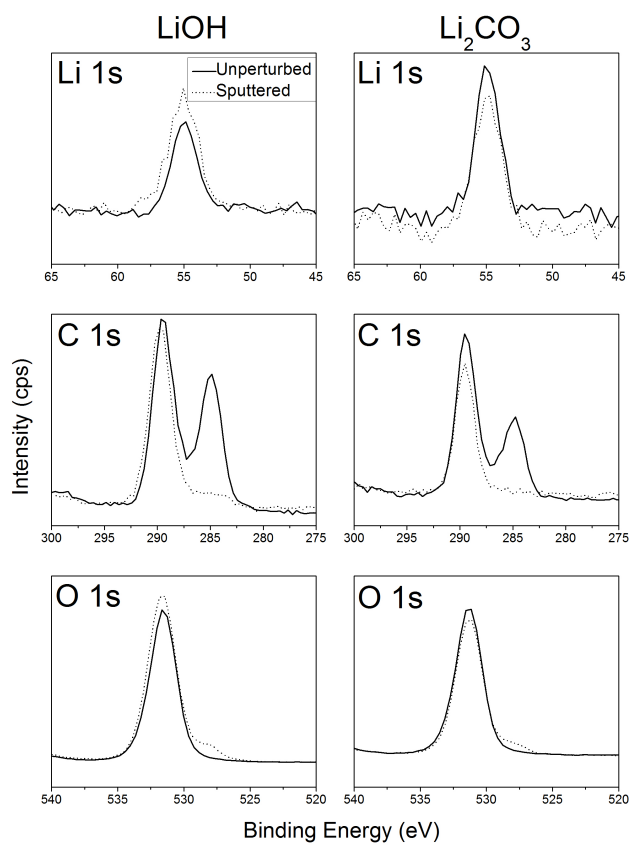 LiOH
Li₂CO₃
Li 1s
Unperturbed
Sputtered
Li 1s
65 60 55 50 45
65 60 55 50 45
C 1s
C 1s
300 295 290 285 280 275
300 295 290 285 280 275
O 1s
O 1s
540 535 530 525 520
540 535 530 525 520
Intensity (cps)
Binding Energy (eV)